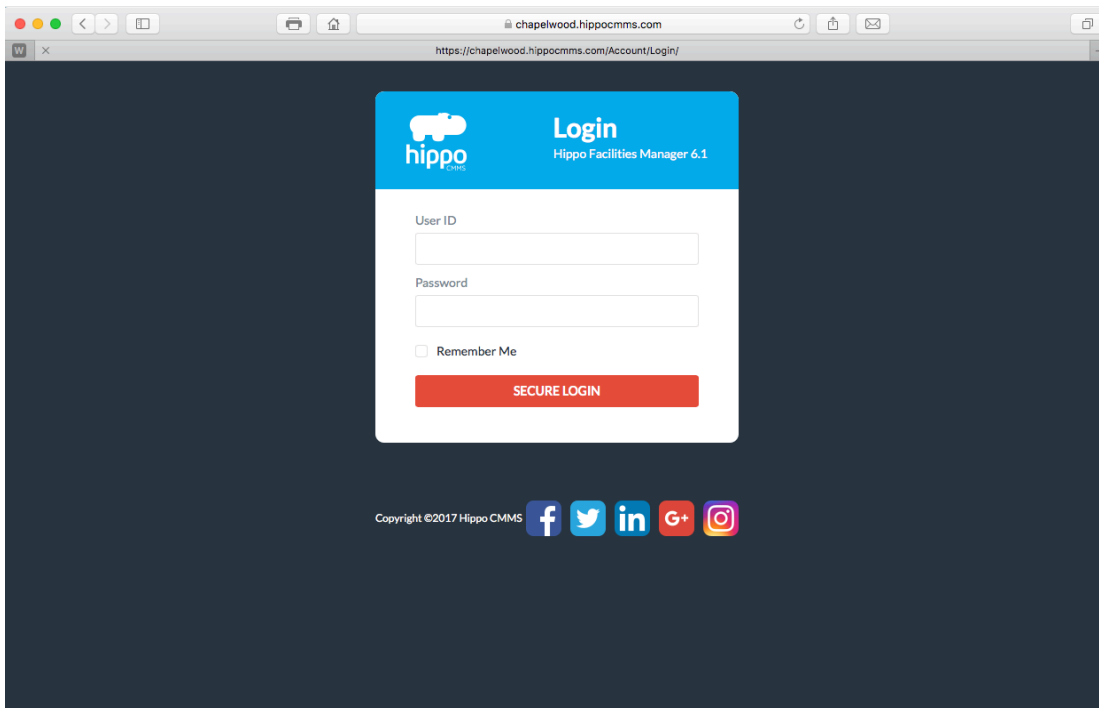 chapelwood.hippocmms.com
W
https://chapelwood.hippocmms.com/Account/Login/
hippo
CMMS
Login
Hippo Facilities Manager 6.1
User ID
Password
Remember Me
SECURE LOGIN
Copyright ©2017 Hippo CMMS
f
in
G+